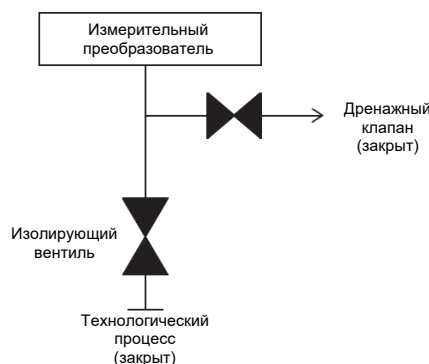 Измерительный
преобразователь
Дренажный
клапан
(закрыт)
Изолирующий
вентиль
Технологический
процесс
(закрыт)